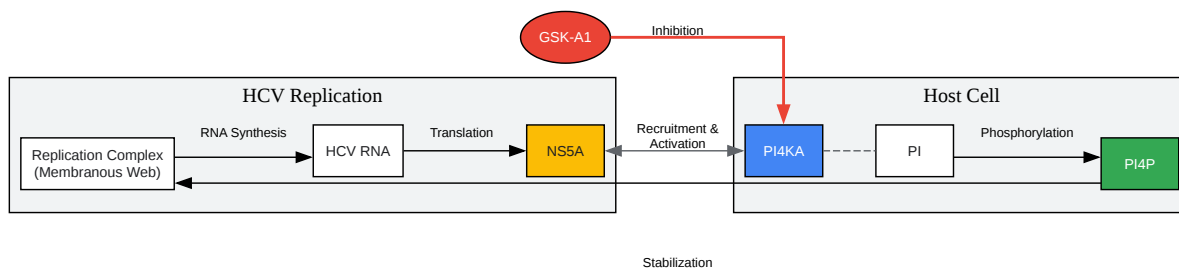 GSK-A1
Inhibition
HCV Replication
Host Cell
RNA Synthesis
Translation
Recruitment &
Activation
Phosphorylation
Replication Complex
(Membranous Web)
HCV RNA
NS5A
PI4KA
PI
PI4P
Stabilization